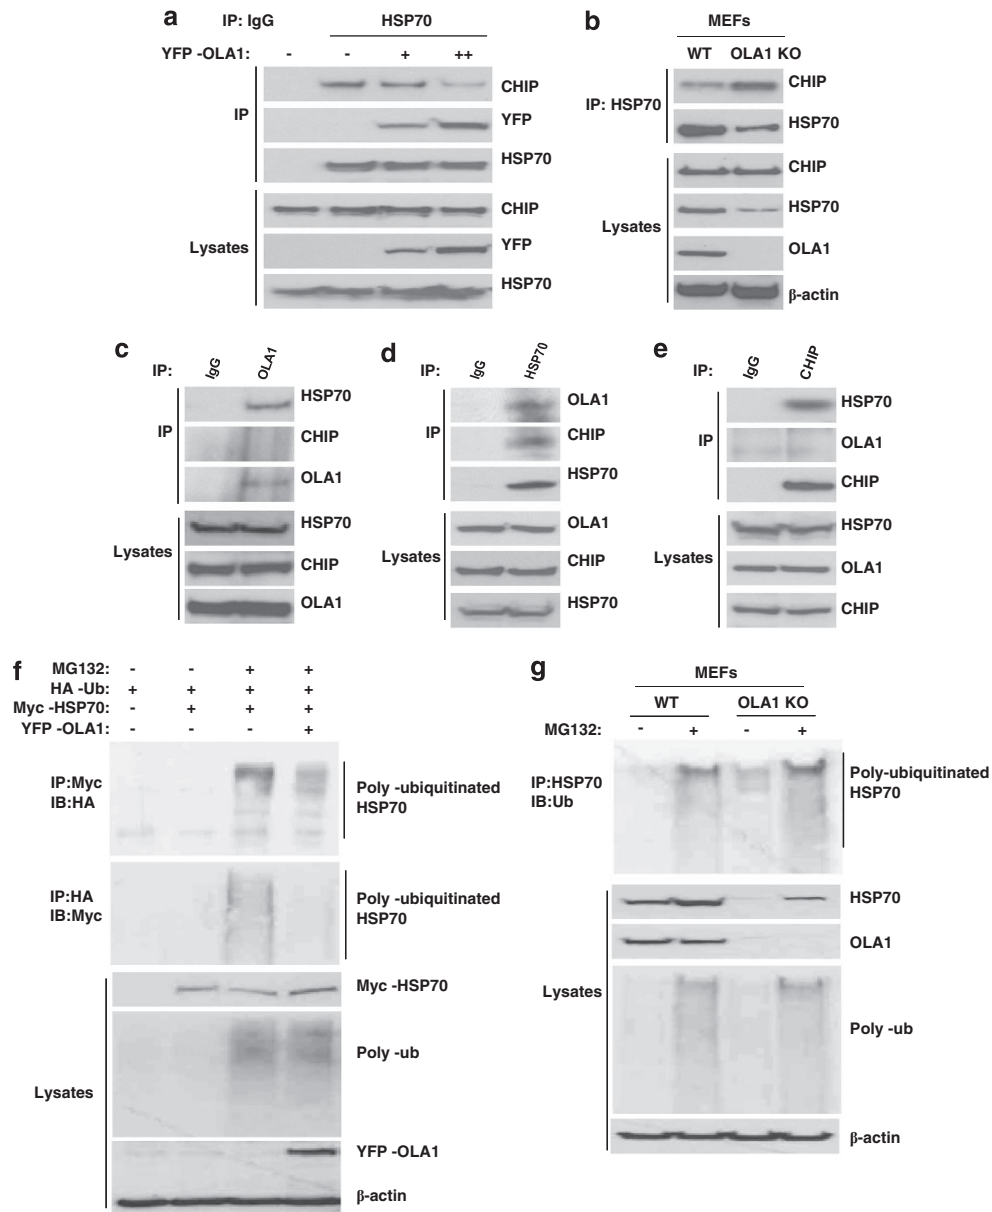 a
IP: IgG HSP70
YFP -OLA1: - - + ++
IP
CHIP
YFP
HSP70
Lysates
CHIP
YFP
HSP70
b
MEFs
WT OLA1 KO
IP: HSP70
CHIP
HSP70
Lysates
CHIP
HSP70
OLA1
β-actin
c
IP: IgG OLA1
IP
HSP70
CHIP
OLA1
Lysates
HSP70
CHIP
OLA1
d
IP: IgG HSP70
IP
OLA1
CHIP
HSP70
Lysates
OLA1
CHIP
HSP70
e
IP: IgG CHIP
IP
HSP70
OLA1
CHIP
Lysates
HSP70
OLA1
CHIP
f
MG132: - - + +
HA -Ub: + + + +
Myc -HSP70: - + + +
YFP -OLA1: - - - +
IP:Myc
IB:HA
Poly -ubiquitinated
HSP70
IP:HA
IB:Myc
Poly -ubiquitinated
HSP70
Lysates
Myc -HSP70
Poly -ub
YFP -OLA1
β-actin
g
MEFs
WT OLA1 KO
MG132: - + - +
IP:HSP70
IB:Ub
Poly-ubiquitinated
HSP70
Lysates
HSP70
OLA1
Poly -ub
β-actin